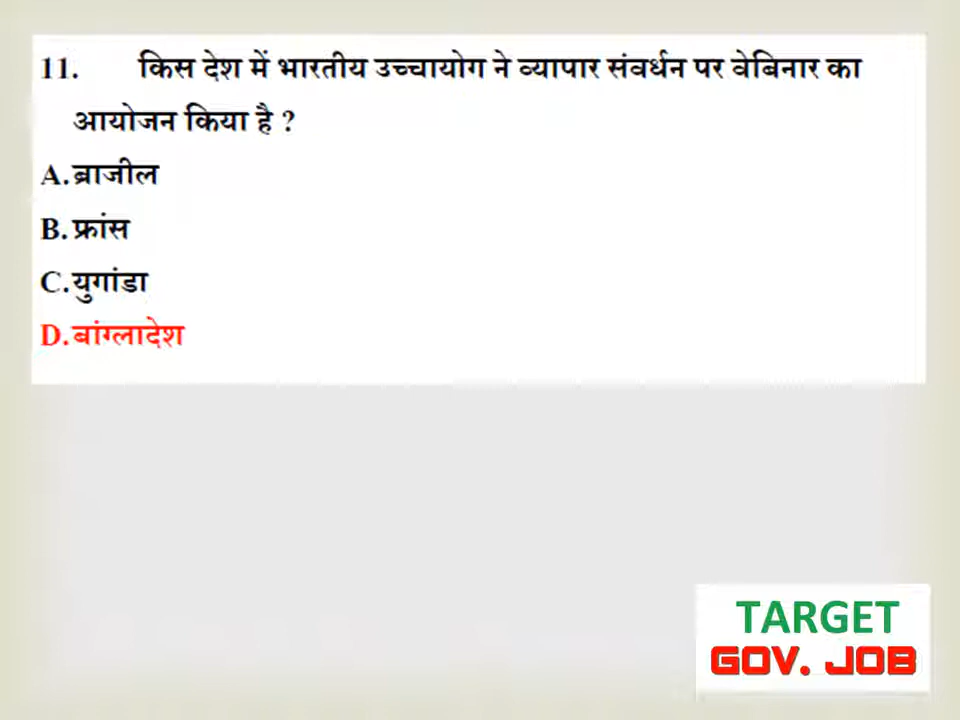 11. किस देश में भारतीय उच्चायोग ने व्यापार संवर्धन पर वेबिनार का
आयोजन किया है ?
A. ब्राजील
B. फ्रांस
C. युगांडा
D. बांग्लादेश
TARGET
GOV. JOB